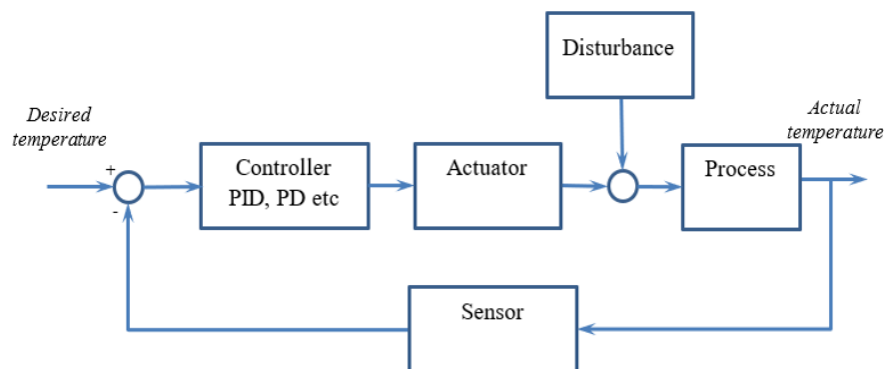 Disturbance
Desired
temperature
Actual
temperature
+
Controller
PID, PD etc
Actuator
Process
-
Sensor